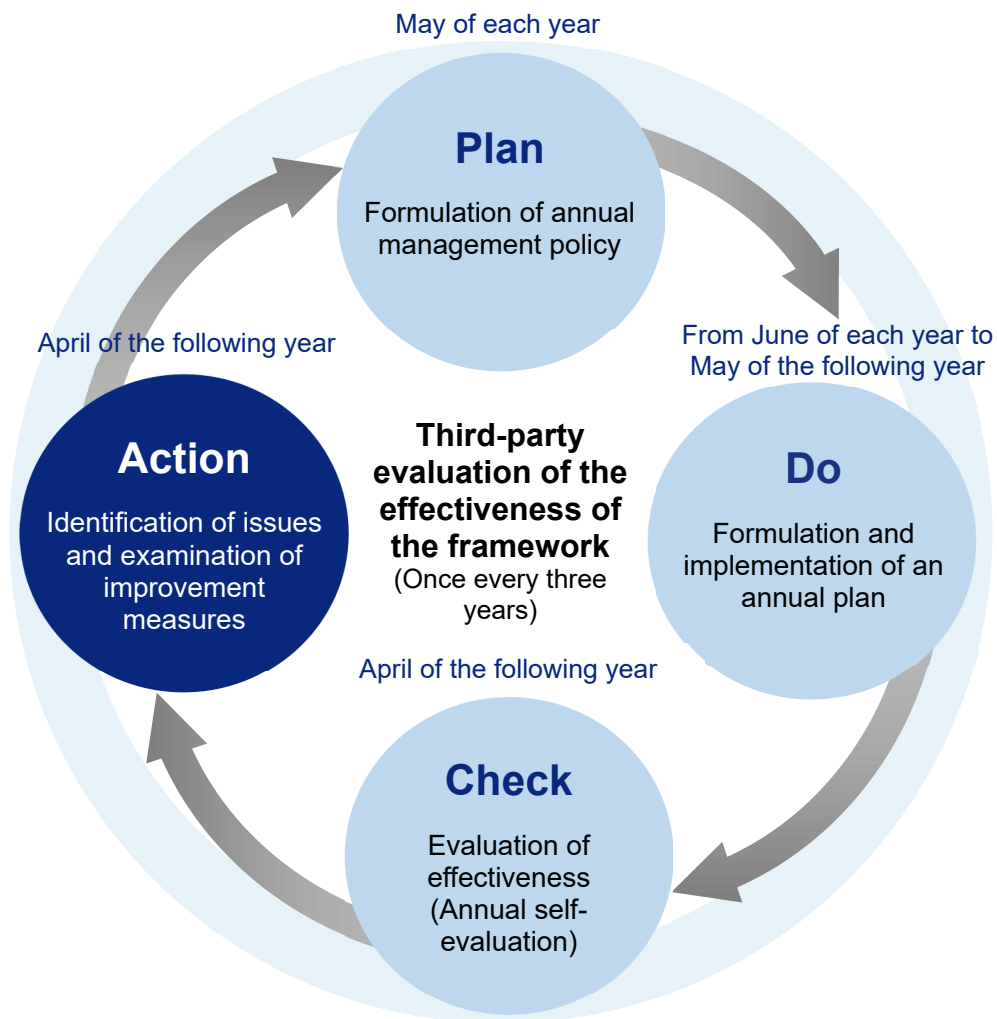 May of each year
Plan
Formulation of annual
management policy
From June of each year to
May of the following year
Do
Formulation and
implementation of an
annual plan
April of the following year
Check
Evaluation of
effectiveness
(Annual self-
evaluation)
April of the following year
Action
Identification of issues
and examination of
improvement
measures
Third-party
evaluation of the
effectiveness of
the framework
(Once every three
years)